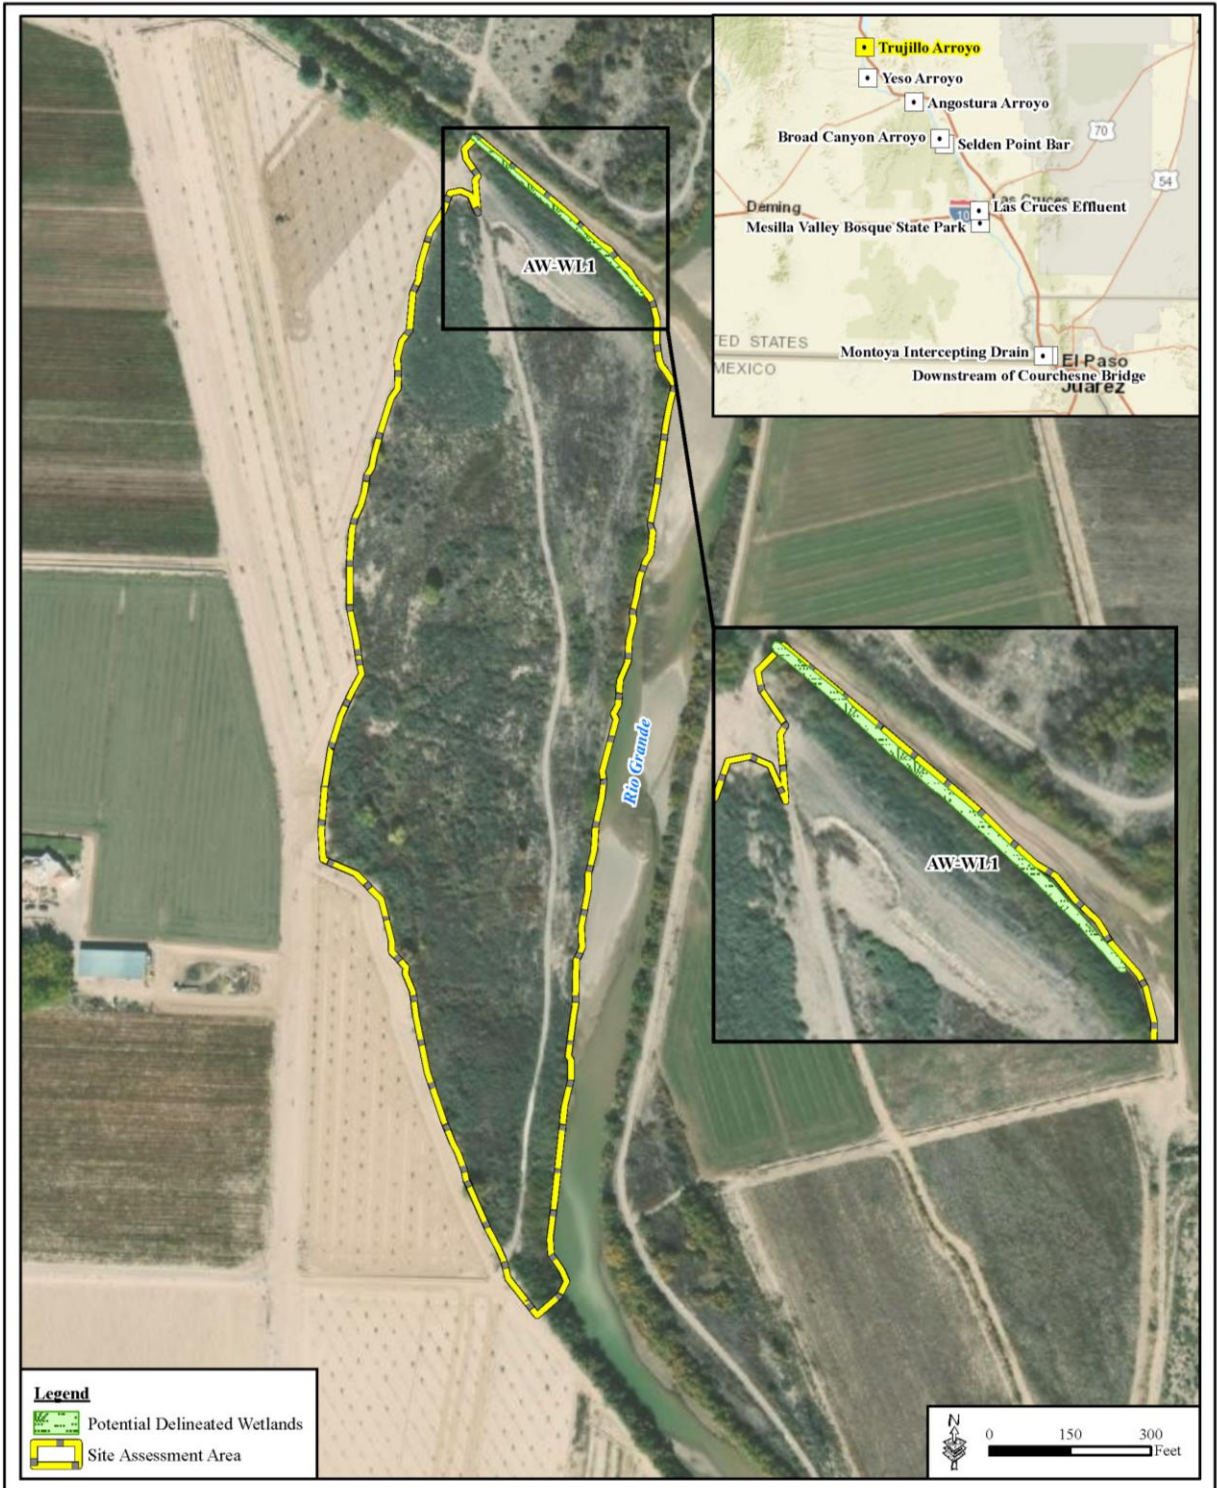 Trujillo Arroyo
Yeso Arroyo
Angostura Arroyo
Broad Canyon Arroyo
Selden Point Bar
70
54
Deming
Las Cruces
10
Las Cruces Effluent
Mesilla Valley Bosque State Park
TED STATES
MEXICO
Montoya Intercepting Drain
El Paso
Downstream of Courchesne Bridge
Juarez
AW-WL1
Rio Grande
AW-WL1
Legend
Potential Delineated Wetlands
Site Assessment Area
N
0 150 300
Feet